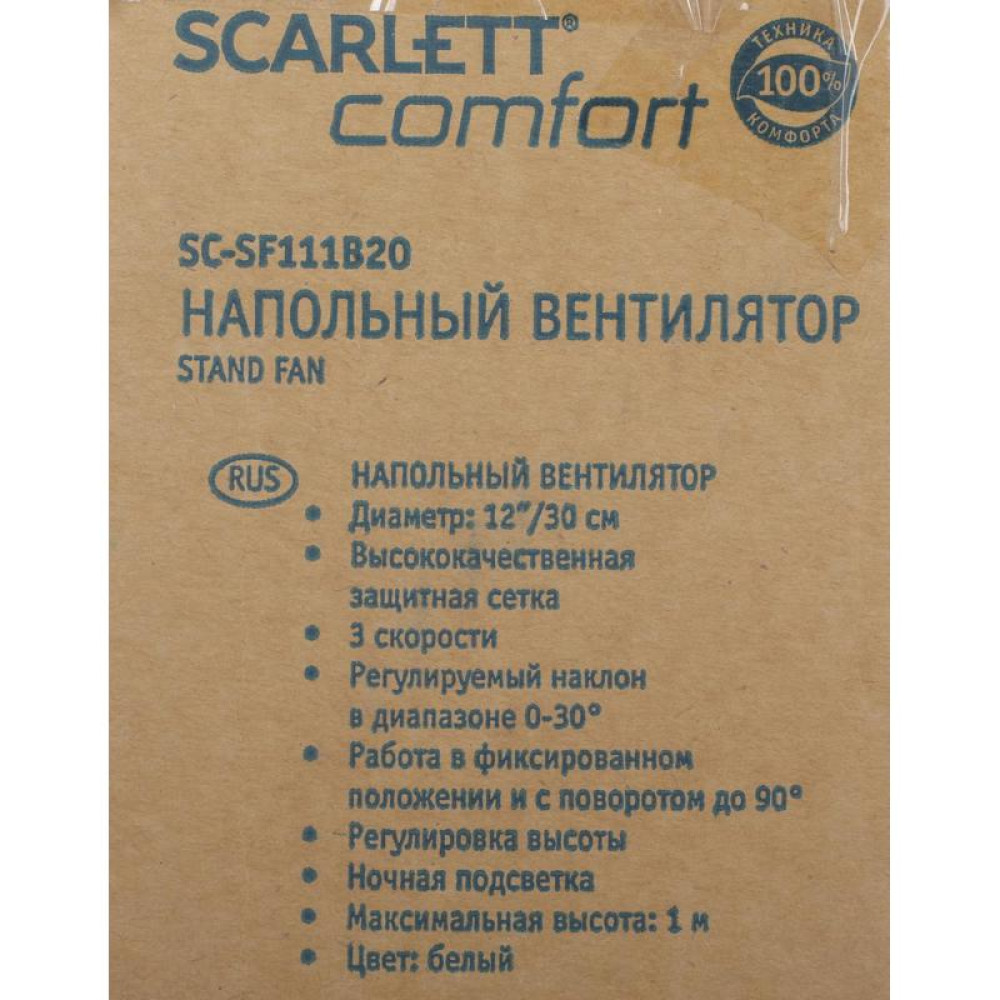 SCARLETT®
comfort
ТЕХНИКА
100%
КОМФОРТА
SC-SF111B20
НАПОЛЬНЫЙ ВЕНТИЛЯТОР
STAND FAN
RUS
НАПОЛЬНЫЙ ВЕНТИЛЯТОР
• Диаметр: 12"/30 см
• Высококачественная
защитная сетка
• 3 скорости
• Регулируемый наклон
в диапазоне 0-30°
• Работа в фиксированном
положении и с поворотом до 90°
• Регулировка высоты
• Ночная подсветка
• Максимальная высота: 1 м
• Цвет: белый